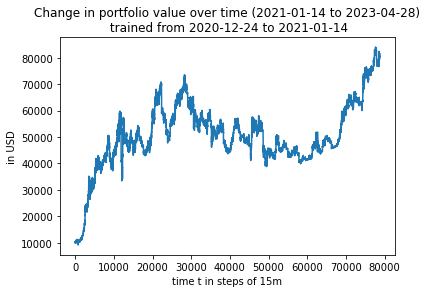 Change in portfolio value over time (2021-01-14 to 2023-04-28)
trained from 2020-12-24 to 2021-01-14
80000
70000
60000
50000
40000
30000
20000
10000
in USD
0 10000 20000 30000 40000 50000 60000 70000 80000
time t in steps of 15m